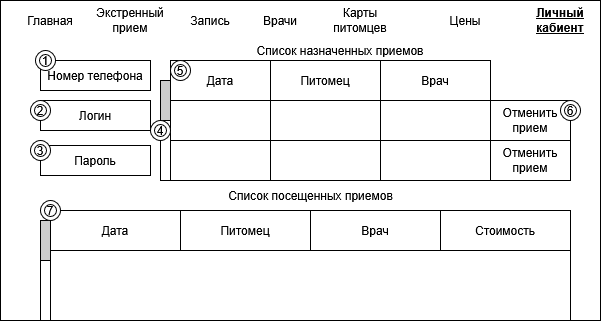 Главная Экстренный прием Запись Врачи Карты питомцев Цены Личный кабиент
Список назначенных приемов
1 Номер телефона
5 Дата Питомец Врач
2 Логин
Отменить прием 6
4
3 Пароль
Отменить прием
Список посещенных приемов
7 Дата Питомец Врач Стоимость